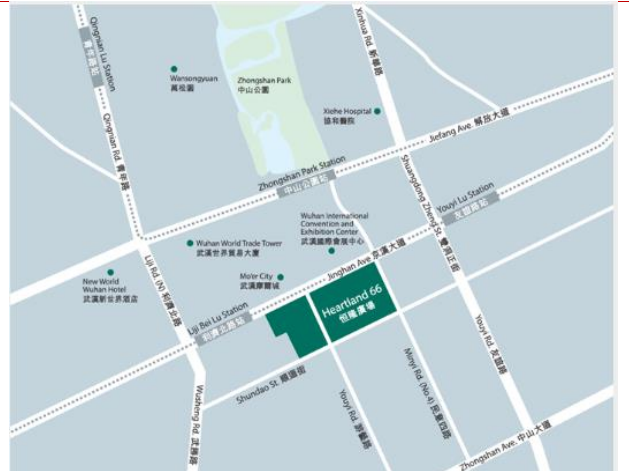 Qingnian Lu Station
青年路站
Qingnian Rd. 青年路
Wansongyuan
萬松園
Zhongshan Park
中山公園
Xinhua Rd. 新華路
Xiehe Hospital
協和醫院
Jiefang Ave. 解放大道
Zhongshan Park Station
中山公園站
Shuangdong Zheng St. 雙洞正街
Youyi Lu Station
友誼路站
Wuhan International
Convention and
Exhibition Center
武漢國際會展中心
Wuhan World Trade Tower
武漢世界貿易大廈
Jinghan Ave. 京漢大道
Mo'er City
武漢摩爾城
New World
Wuhan Hotel
武漢新世界酒店
Liji Rd. (N) 利濟北路
Liji Bei Lu Station
利濟北路站
Heartland 66
恒隆廣場
Youyi Rd. 友誼路
Minyi Rd. (No.4) 民意四路
Shundao St. 順道街
Youyi Rd. 游藝路
Wusheng Rd. 武勝路
Zhongshan Ave. 中山大道